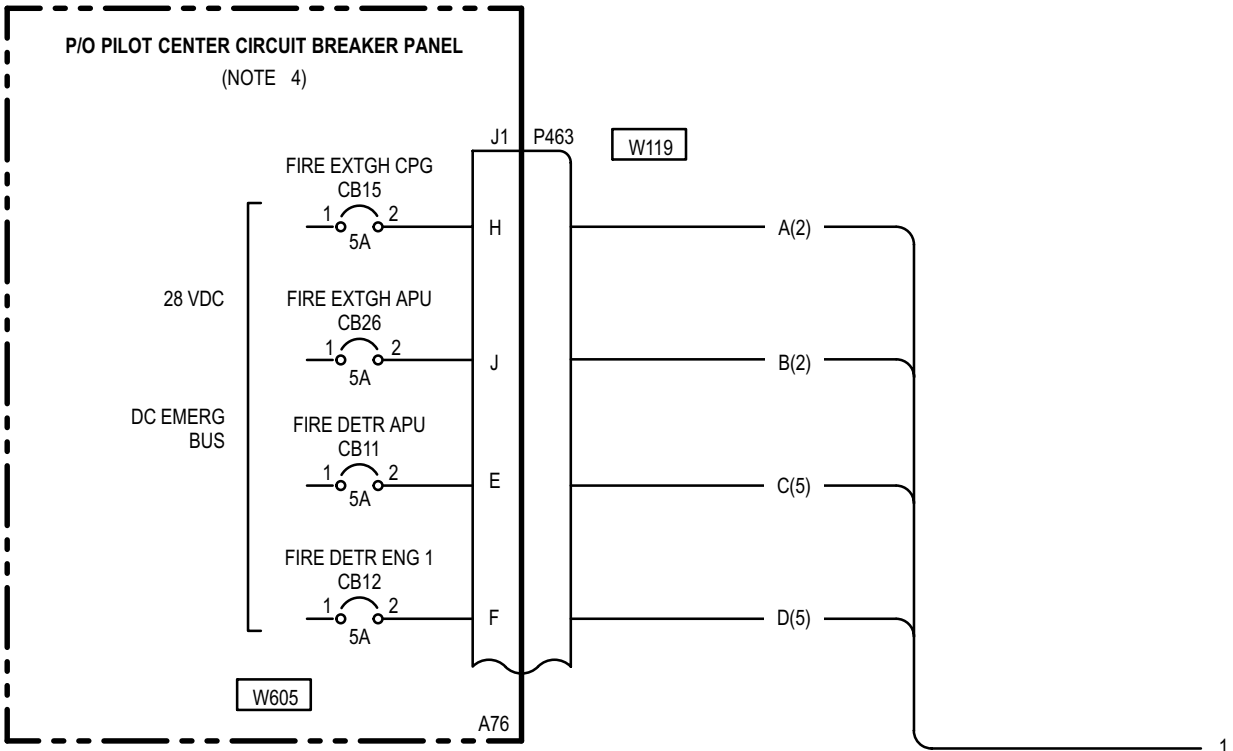 P/O PILOT CENTER CIRCUIT BREAKER PANEL
(NOTE 4)
J1 P463
W119
FIRE EXTGH CPG
CB15
1 2
5A
H
A(2)
28 VDC
FIRE EXTGH APU
CB26
1 2
5A
J
B(2)
DC EMERG
BUS
FIRE DETR APU
CB11
1 2
5A
E
C(5)
FIRE DETR ENG 1
CB12
1 2
5A
F
D(5)
W605
A76
1